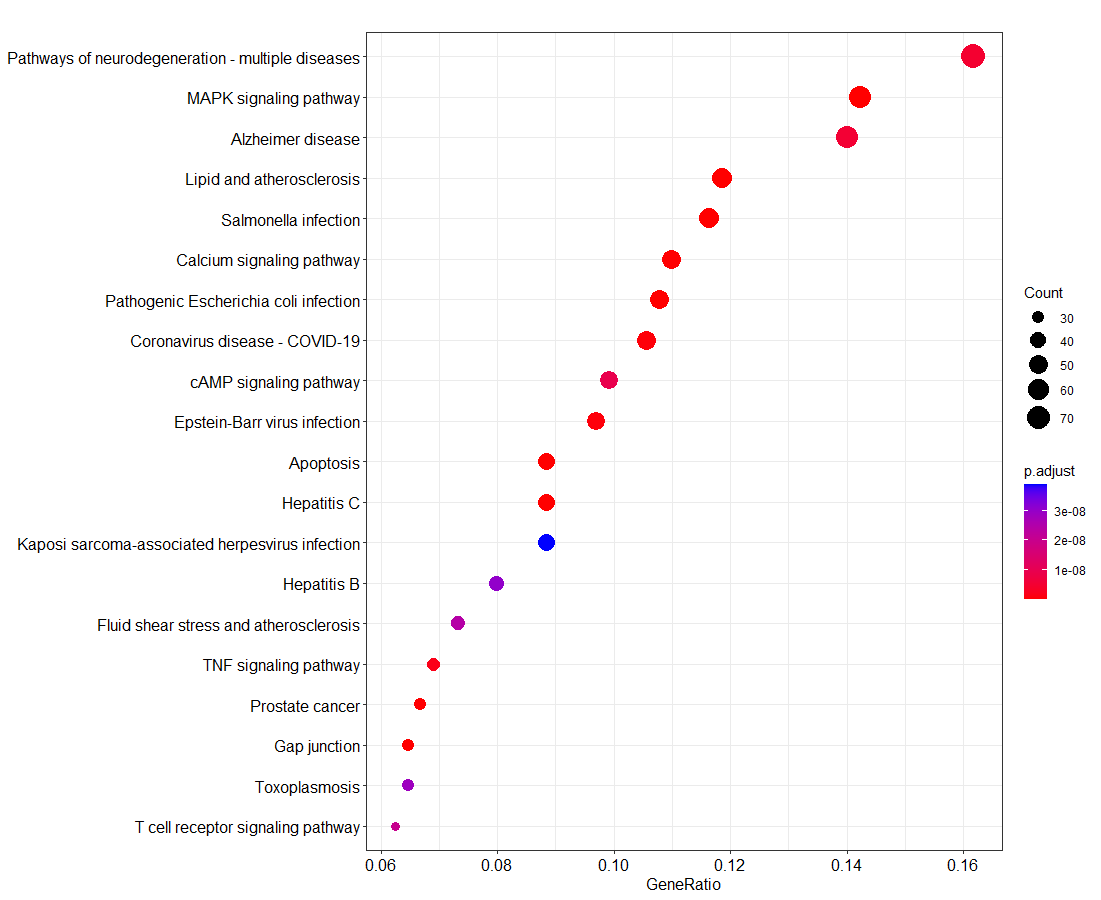 Pathways of neurodegeneration - multiple diseases
MAPK signaling pathway
Alzheimer disease
Lipid and atherosclerosis
Salmonella infection
Calcium signaling pathway
Pathogenic Escherichia coli infection
Coronavirus disease - COVID-19
cAMP signaling pathway
Epstein-Barr virus infection
Apoptosis
Hepatitis C
Kaposi sarcoma-associated herpesvirus infection
Hepatitis B
Fluid shear stress and atherosclerosis
TNF signaling pathway
Prostate cancer
Gap junction
Toxoplasmosis
T cell receptor signaling pathway
0.06 0.08 0.10 0.12 0.14 0.16
GeneRatio
Count
30
40
50
60
70
p.adjust
3e-08
2e-08
1e-08